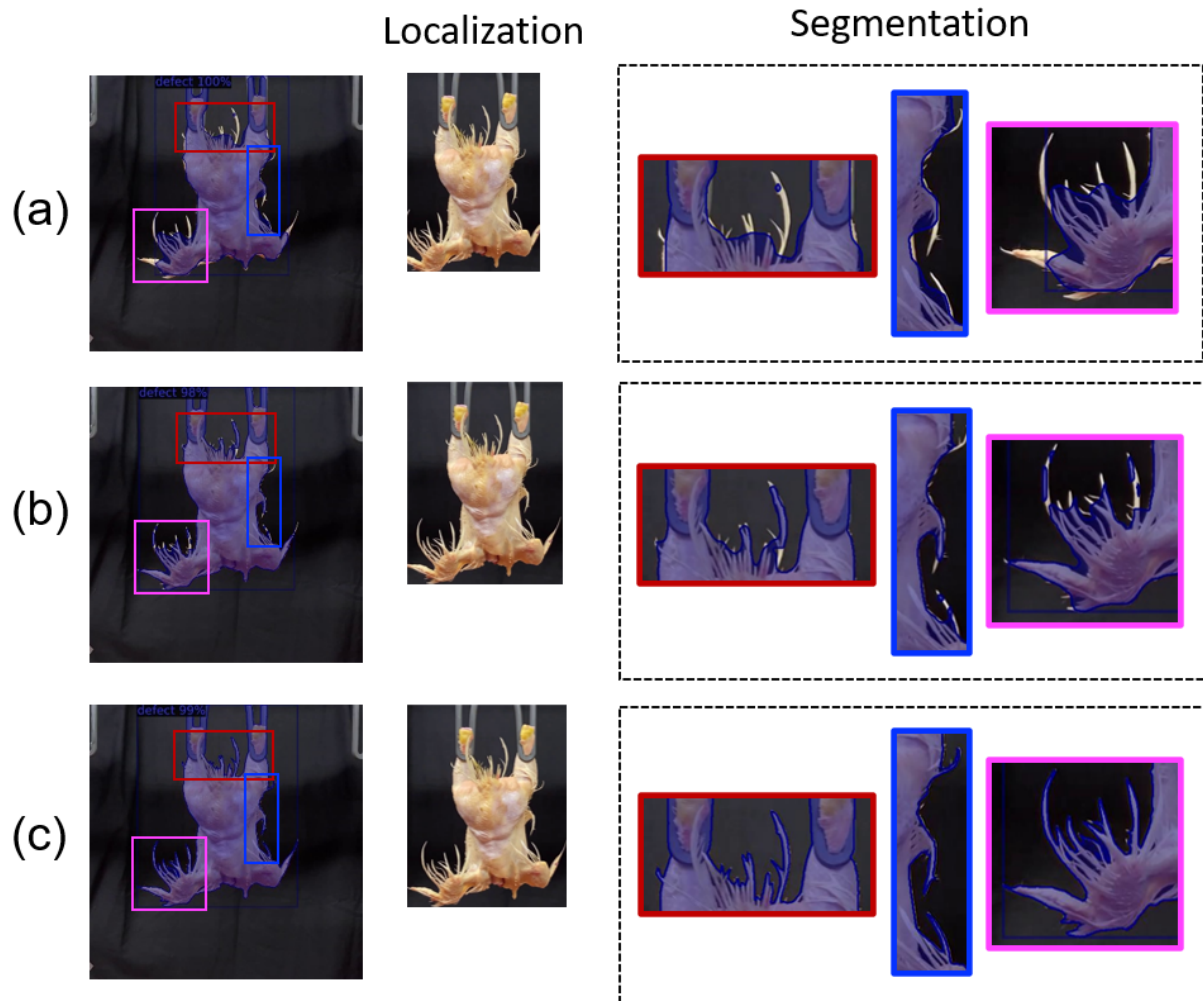 Localization
Segmentation
(a)
defect 100%
(b)
defect 98%
(c)
defect 99%